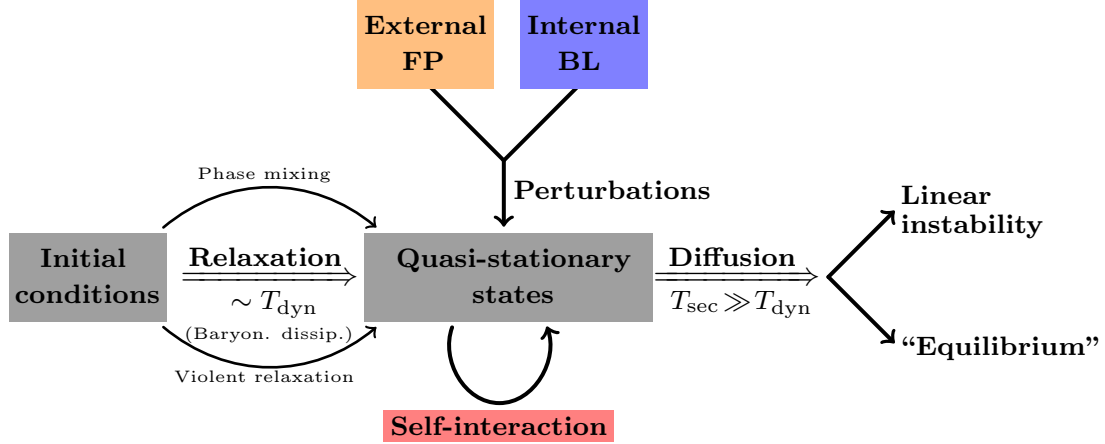 External
FP
Internal
BL
Perturbations
Phase mixing
Initial
conditions
Relaxation
∼ T_dyn
(Baryon. dissip.)
Violent relaxation
Quasi-stationary
states
Self-interaction
Diffusion
T_sec ≫ T_dyn
Linear
instability
“Equilibrium”